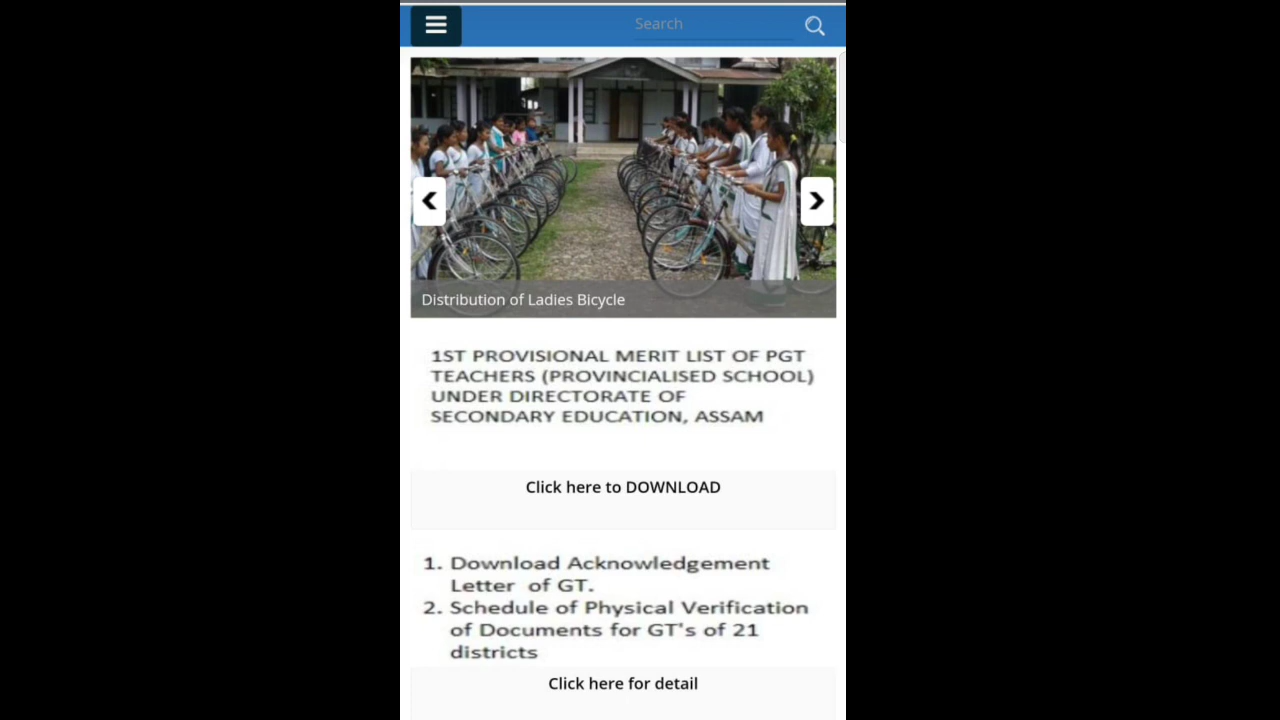 Search
Distribution of Ladies Bicycle
1ST PROVISIONAL MERIT LIST OF PGT
TEACHERS (PROVINCIALISED SCHOOL)
UNDER DIRECTORATE OF
SECONDARY EDUCATION, ASSAM
Click here to DOWNLOAD
1. Download Acknowledgement
Letter of GT.
2. Schedule of Physical Verification
of Documents for GT's of 21
districts
Click here for detail